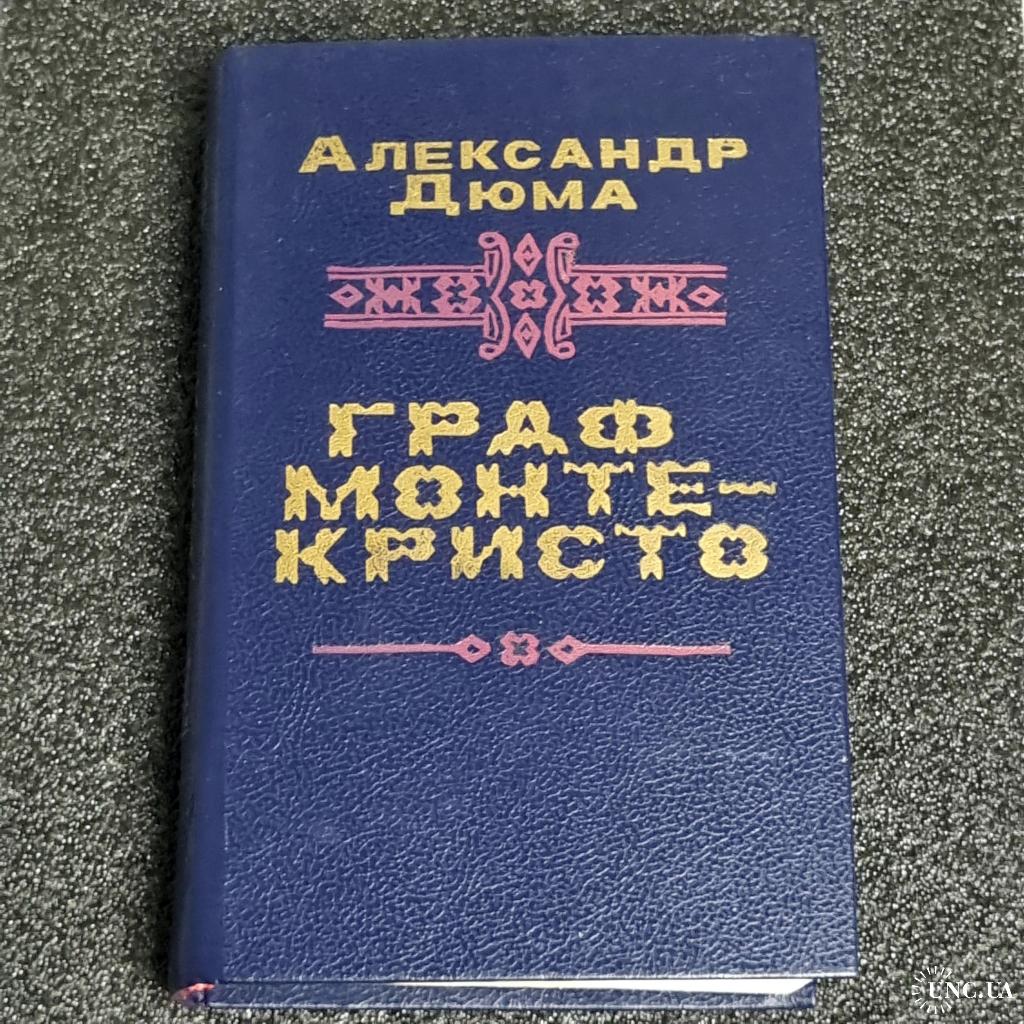 АЛЕКСАНДР
ДЮМА
ГРАФ
МОНТЕ-
КРИСТО
UNC.UA